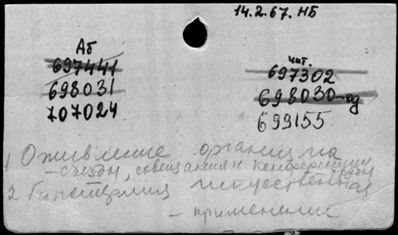 14.2.67. НБ
Аб
697441
698031
707024
чит.
697302
698030-од
699155
1 Оживление организма
- съезды, совещания и конференции
2 Гипотермия искусственная
- применение